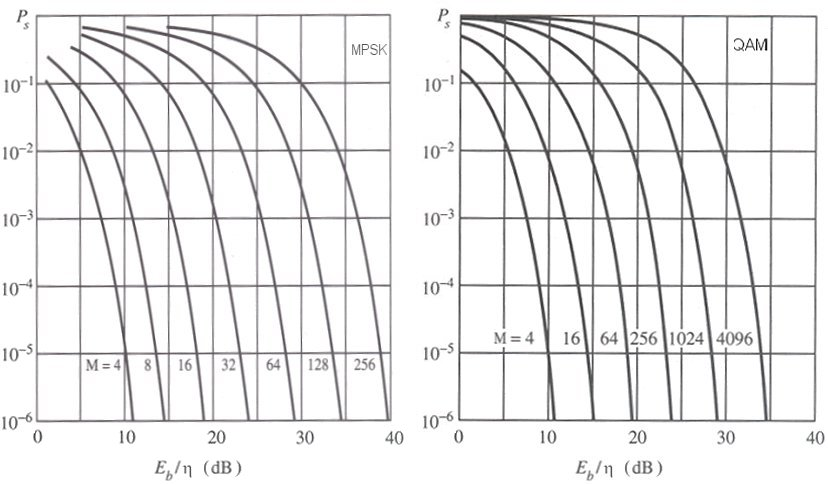 Pₛ
MPSK
10⁻¹
10⁻²
10⁻³
10⁻⁴
10⁻⁵
10⁻⁶
M = 4 8 16 32 64 128 256
0 10 20 30 40
E_b/η (dB)
Pₛ
QAM
10⁻¹
10⁻²
10⁻³
10⁻⁴
10⁻⁵
10⁻⁶
M = 4 16 64 256 1024 4096
0 10 20 30 40
E_b/η (dB)